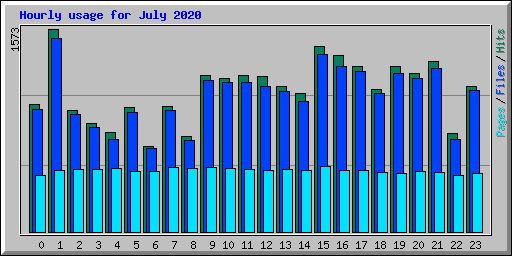 Hourly usage for July 2020
1573
Pages/Files/Hits
0 1 2 3 4 5 6 7 8 9 10 11 12 13 14 15 16 17 18 19 20 21 22 23